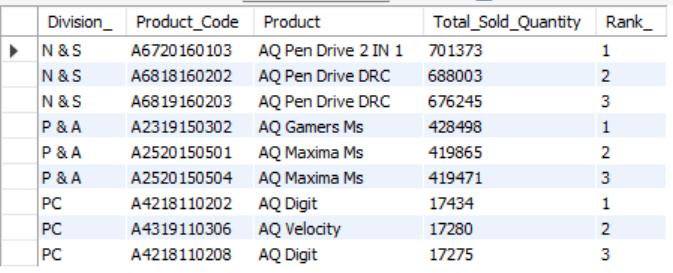 Division_ Product_Code Product Total_Sold_Quantity Rank_
N & S A6720160103 AQ Pen Drive 2 IN 1 701373 1
N & S A6818160202 AQ Pen Drive DRC 688003 2
N & S A6819160203 AQ Pen Drive DRC 676245 3
P & A A2319150302 AQ Gamers Ms 428498 1
P & A A2520150501 AQ Maxima Ms 419865 2
P & A A2520150504 AQ Maxima Ms 419471 3
PC A4218110202 AQ Digit 17434 1
PC A4319110306 AQ Velocity 17280 2
PC A4218110208 AQ Digit 17275 3